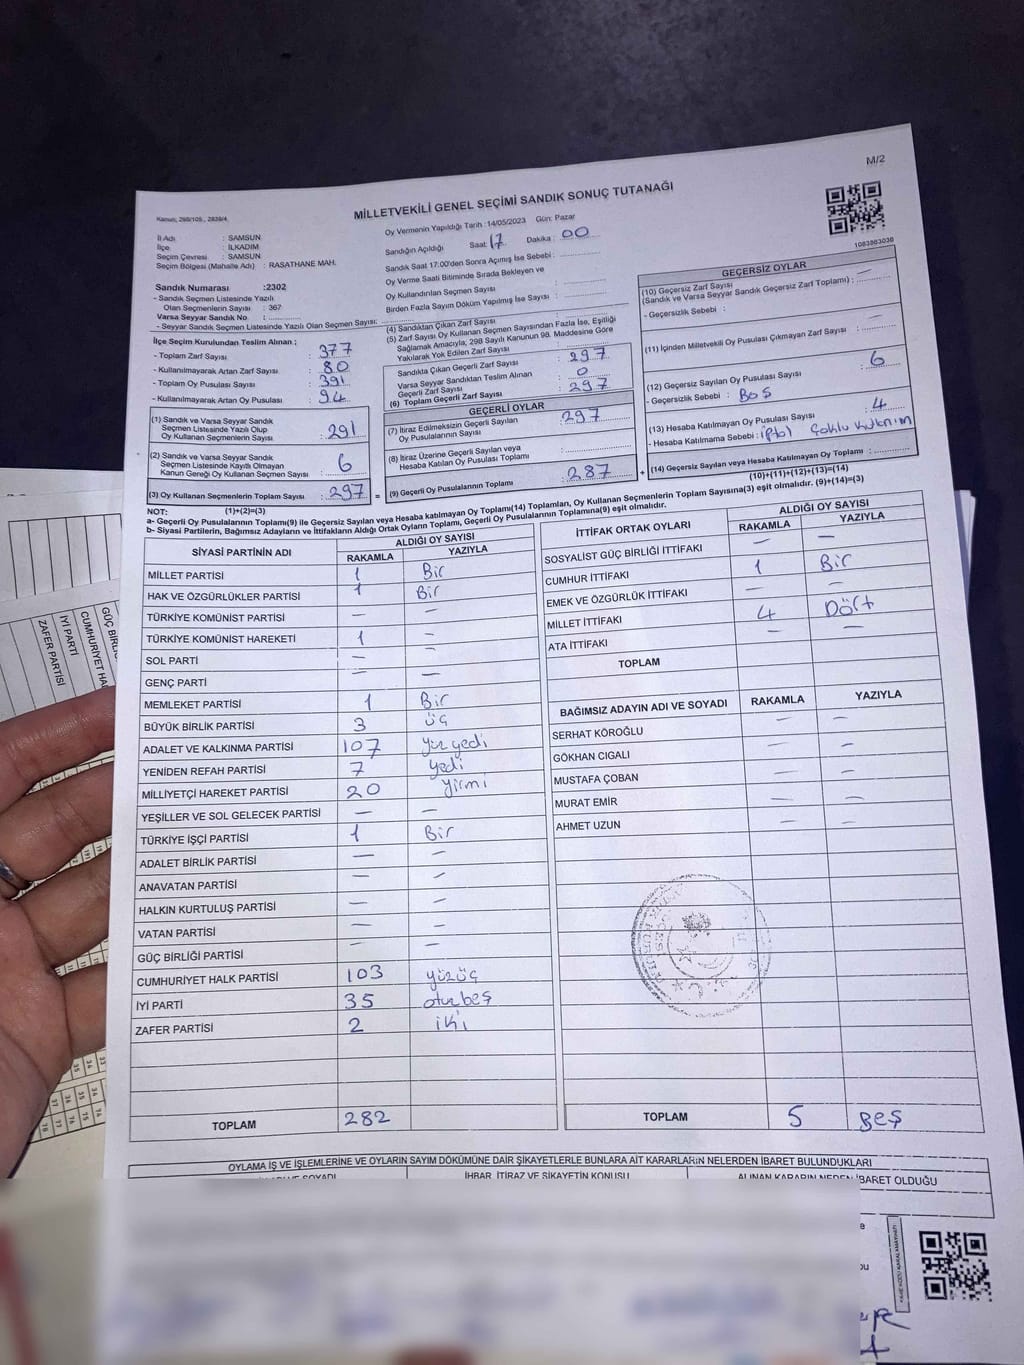 M/2
MİLLETVEKİLİ GENEL SEÇİMİ SANDIK SONUÇ TUTANAĞI
1083863036
İl Adı : SAMSUN
İlçe : İLKADIM
Seçim Çevresi : SAMSUN
Seçim Bölgesi (Mahalle Adı) : RASATHANE MAH.
Sandık Numarası :2302
- Sandık Seçmen Listesinde Yazılı
Olan Seçmenlerin Sayısı : 367
Varsa Seyyar Sandık No :
- Seyyar Sandık Seçmen Listesinde Yazılı Olan Seçmen Sayısı:
Oy Vermenin Yapıldığı Tarih :14/05/2023 Gün: Pazar
Sandığın Açıldığı Saat: 17 Dakika : 00
Sandık Saat 17:00'den Sonra Açımış İse Sebebi :
Oy Verme Saati Bitiminde Sırada Bekleyen ve
Oy Kullandırılan Seçmen Sayısı :
Birden Fazla Sayım Döküm Yapılmış İse Sayısı :
İlçe Seçim Kurulundan Teslim Alınan ;
- Toplam Zarf Sayısı : 377
- Kullanılmayarak Artan Zarf Sayısı : 80
- Toplam Oy Pusulası Sayısı : 391
- Kullanılmayarak Artan Oy Pusulası : 94
(1) Sandık ve Varsa Seyyar Sandık
Seçmen Listesinde Yazılı Olup
Oy Kullanan Seçmenlerin Sayısı : 291
(2) Sandık ve Varsa Seyyar Sandık
Seçmen Listesinde Kayıtlı Olmayan
Kanun Gereği Oy Kullanan Seçmen Sayısı : 6
(3) Oy Kullanan Seçmenlerin Toplam Sayısı : 297 =
(1)+(2)=(3)
(4) Sandıktan Çıkan Zarf Sayısı
(5) Zarf Sayısı Oy Kullanan Seçmen Sayısından Fazla İse, Eşitliği
Sağlamak Amacıyla, 298 Sayılı Kanunun 98. Maddesine Göre
Yakılarak Yok Edilen Zarf Sayısı :
Sandıkta Çıkan Geçerli Zarf Sayısı : 297
Varsa Seyyar Sandıktan Teslim Alınan
Geçerli Zarf Sayısı : 0
(6) Toplam Geçerli Zarf Sayısı : 297
GEÇERLİ OYLAR
(7) İtiraz Edilmeksizin Geçerli Sayılan
Oy Pusulalarının Sayısı : 297
(8) İtiraz Üzerine Geçerli Sayılan veya
Hesaba Katılan Oy Pusulası Toplamı :
(9) Geçerli Oy Pusulalarının Toplamı : 287 +
GEÇERSİZ OYLAR
(10) Geçersiz Zarf Sayısı
(Sandık ve Varsa Seyyar Sandık Geçersiz Zarf Toplamı) : —
- Geçersizlik Sebebi :
(11) İçinden Milletvekili Oy Pusulası Çıkmayan Zarf Sayısı : —
(12) Geçersiz Sayılan Oy Pusulası Sayısı : 6
- Geçersizlik Sebebi : BOŞ
(13) Hesaba Katılmayan Oy Pusulası Sayısı : 4
- Hesaba Katılmama Sebebi : iptal Çoklu kullanım
(14) Geçersiz Sayılan veya Hesaba Katılmayan Oy Toplamı :
(10)+(11)+(12)+(13)=(14)
NOT:
a- Geçerli Oy Pusulalarının Toplamı(9) ile Geçersiz Sayılan veya Hesaba katılmayan Oy Toplamı(14) Toplamları, Oy Kullanan Seçmenlerin Toplam Sayısına(3) eşit olmalıdır. (9)+(14)=(3)
b- Siyasi Partilerin, Bağımsız Adayların ve İttifakların Aldığı Ortak Oyların Toplamı, Geçerli Oy Pusulalarının Toplamına(9) eşit olmalıdır.
SİYASİ PARTİNİN ADI ALDIĞI OY SAYISI
RAKAMLA YAZIYLA
MİLLET PARTİSİ 1 Bir
HAK VE ÖZGÜRLÜKLER PARTİSİ 1 Bir
TÜRKİYE KOMÜNİST PARTİSİ — —
TÜRKİYE KOMÜNİST HAREKETİ 1 —
SOL PARTİ — —
GENÇ PARTİ — —
MEMLEKET PARTİSİ 1 Bir
BÜYÜK BİRLİK PARTİSİ 3 üç
ADALET VE KALKINMA PARTİSİ 107 yüz yedi
YENİDEN REFAH PARTİSİ 7 yedi
MİLLİYETÇİ HAREKET PARTİSİ 20 yirmi
YEŞİLLER VE SOL GELECEK PARTİSİ — —
TÜRKİYE İŞÇİ PARTİSİ 1 Bir
ADALET BİRLİK PARTİSİ — —
ANAVATAN PARTİSİ — —
HALKIN KURTULUŞ PARTİSİ — —
VATAN PARTİSİ — —
GÜÇ BİRLİĞİ PARTİSİ — —
CUMHURİYET HALK PARTİSİ 103 yüzüç
İYİ PARTİ 35 otuzbeş
ZAFER PARTİSİ 2 iki
TOPLAM 282
İTTİFAK ORTAK OYLARI ALDIĞI OY SAYISI
RAKAMLA YAZIYLA
SOSYALİST GÜÇ BİRLİĞİ İTTİFAKI — —
CUMHUR İTTİFAKI 1 Bir
EMEK VE ÖZGÜRLÜK İTTİFAKI — —
MİLLET İTTİFAKI 4 Dört
ATA İTTİFAKI — —
TOPLAM
BAĞIMSIZ ADAYIN ADI VE SOYADI RAKAMLA YAZIYLA
SERHAT KÖROĞLU — —
GÖKHAN CIGALI — —
MUSTAFA ÇOBAN — —
MURAT EMİR — —
AHMET UZUN — —
TOPLAM 5 BEŞ
OYLAMA İŞ VE İŞLEMLERİNE VE OYLARIN SAYIM DÖKÜMÜNE DAİR ŞİKAYETLERLE BUNLARA AİT KARARLARIN NELERDEN İBARET BULUNDUKLARI
İHBAR, İTİRAZ VE ŞİKAYETİN KONUSU
İBARET OLDUĞU
İYİ PARTİ
ZAFER PARTİSİ